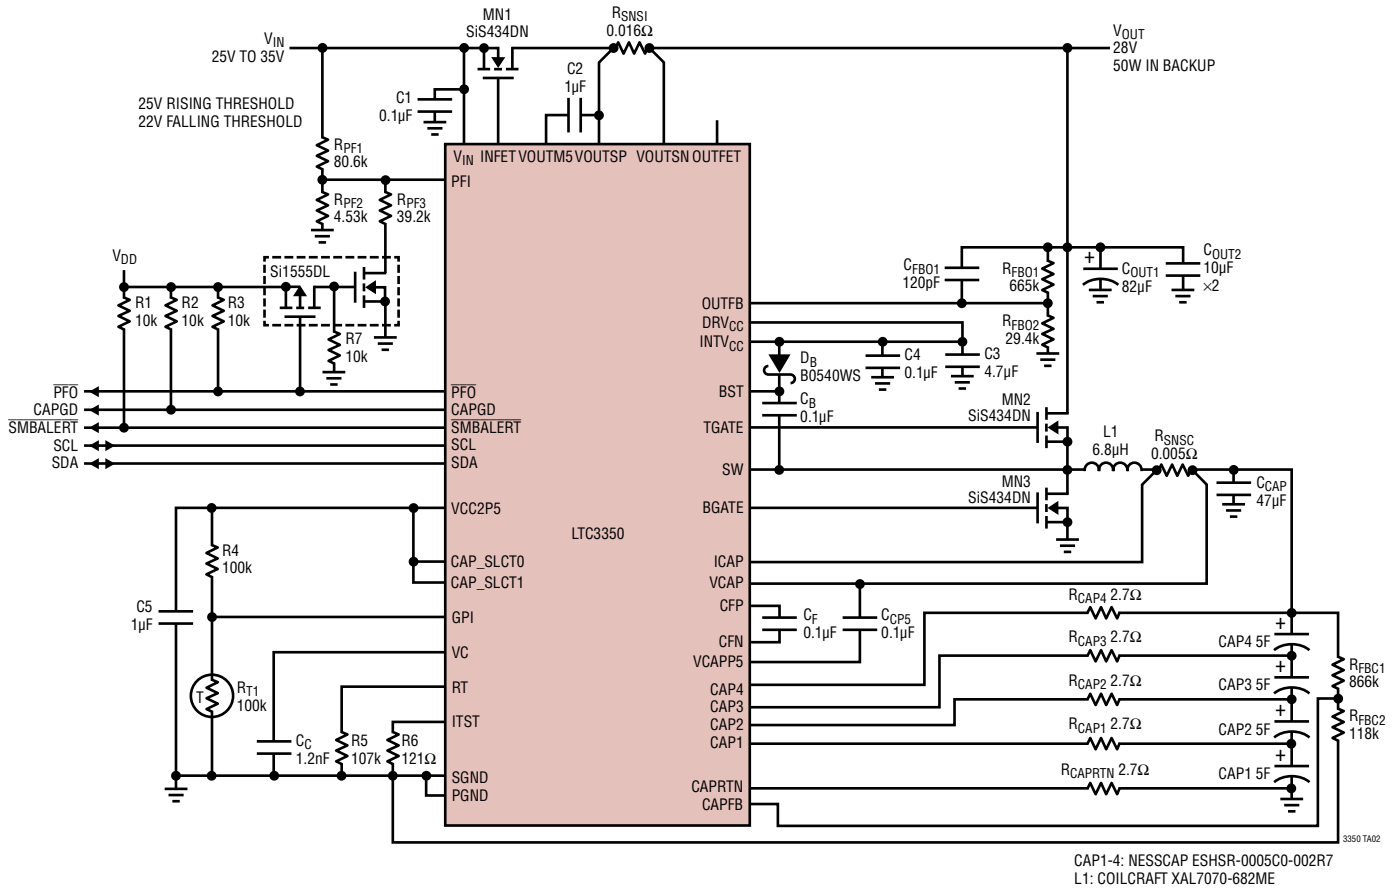 MN1
SiS434DN
RSNSI
0.016Ω
VIN
25V TO 35V
VOUT
28V
50W IN BACKUP
C2
1µF
C1
0.1µF
25V RISING THRESHOLD
22V FALLING THRESHOLD
RPF1
80.6k
VIN INFET VOUTM5 VOUTSP VOUTSN OUTFET
PFI
RPF2
4.53k
RPF3
39.2k
VDD
Si1555DL
R1
10k
R2
10k
R3
10k
R7
10k
CFBO1
120pF
RFBO1
665k
COUT1
82µF
COUT2
10µF
×2
OUTFB
DRVCC
INTVCC
RFBO2
29.4k
DB
B0540WS
C4
0.1µF
C3
4.7µF
BST
CB
0.1µF
MN2
SiS434DN
TGATE
PFO
CAPGD
SMBALERT
SCL
SDA
PFO
CAPGD
SMBALERT
SCL
SDA
SW
L1
6.8µH
RSNSC
0.005Ω
MN3
SiS434DN
CCAP
47µF
BGATE
VCC2P5
LTC3350
R4
100k
CAP_SLCT0
CAP_SLCT1
ICAP
VCAP
C5
1µF
GPI
CFP
CF
0.1µF
CCP5
0.1µF
CFN
VCAPP5
RCAP4 2.7Ω
RCAP3 2.7Ω
RCAP2 2.7Ω
RCAP1 2.7Ω
RCAPRTN 2.7Ω
CAP4 5F
CAP3 5F
CAP2 5F
CAP1 5F
RFBC1
866k
RFBC2
118k
VC
T
RT1
100k
RT
ITST
CC
1.2nF
R5
107k
R6
121Ω
SGND
PGND
CAP4
CAP3
CAP2
CAP1
CAPRTN
CAPFB
3350 TA02
CAP1-4: NESSCAP ESHSR-0005C0-002R7
L1: COILCRAFT XAL7070-682ME